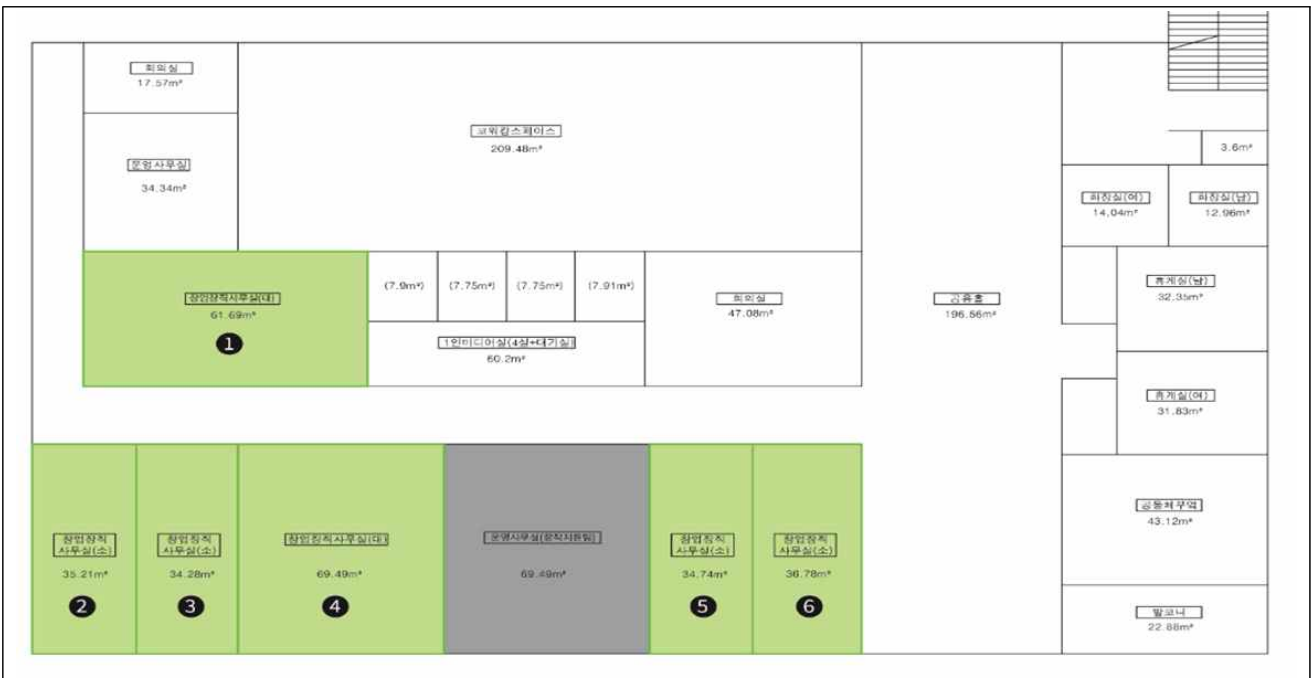 회의실
17.57m²
운영사무실
34.34m²
코워킹스페이스
209.48m²
3.6m²
화장실(여)
14.04m²
화장실(남)
12.96m²
창업창직사무실(대)
61.69m²
❶
(7.9m²)
(7.75m²)
(7.75m²)
(7.91m²)
1인미디어실(4실+대기실)
60.2m²
회의실
47.08m²
공유홀
196.56m²
휴게실(남)
32.35m²
휴게실(여)
31.83m²
창업창직
사무실(소)
35.21m²
❷
창업창직
사무실(소)
34.28m²
❸
창업창직사무실(대)
69.49m²
❹
운영사무실(창직지원팀)
69.49m²
창업창직
사무실(소)
34.74m²
❺
창업창직
사무실(소)
36.78m²
❻
공동체구역
43.12m²
발코니
22.88m²